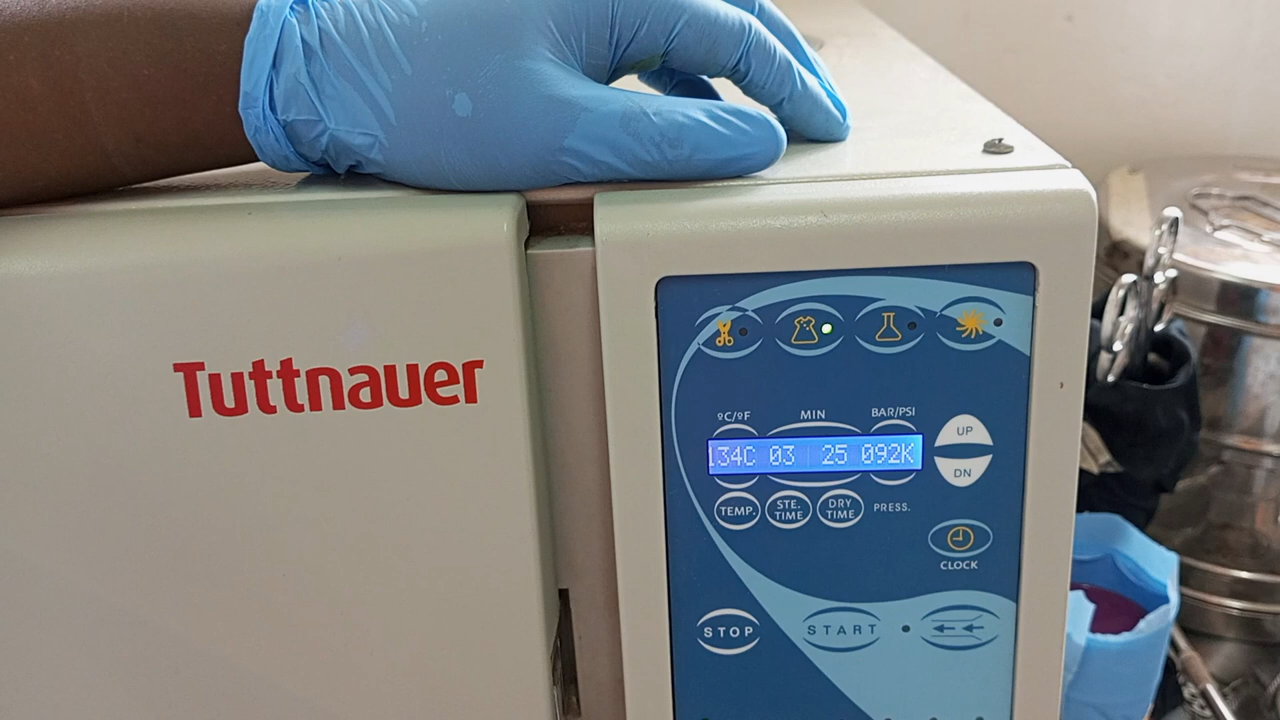 Tuttnauer
ºC/ºF MIN BAR/PSI
134C 03 25 092K
UP
DN
TEMP. STE. TIME DRY TIME PRESS.
CLOCK
STOP START